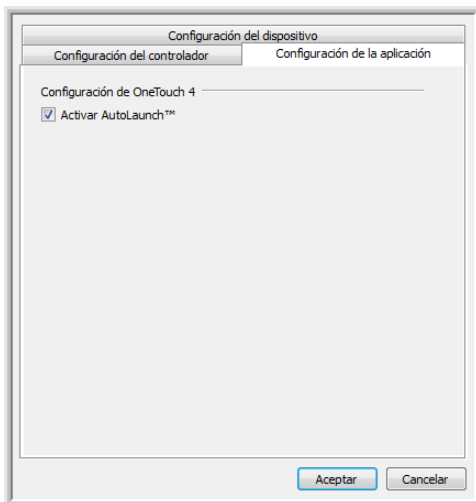 Configuración del dispositivo
Configuración del controlador
Configuración de la aplicación
Configuración de OneTouch 4
Activar AutoLaunch™
Aceptar
Cancelar